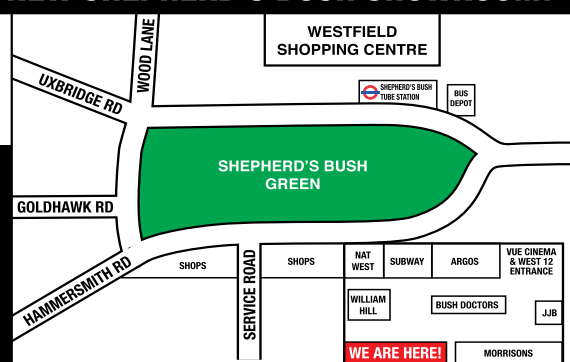 WESTFIELD
SHOPPING CENTRE
WOOD LANE
UXBRIDGE RD
SHEPHERD'S BUSH
TUBE STATION
BUS
DEPOT
SHEPHERD'S BUSH
GREEN
GOLDHAWK RD
HAMMERSMITH RD
SHOPS
SERVICE ROAD
SHOPS
NAT
WEST
SUBWAY
ARGOS
VUE CINEMA
& WEST 12
ENTRANCE
WILLIAM
HILL
BUSH DOCTORS
JJB
WE ARE HERE!
MORRISONS